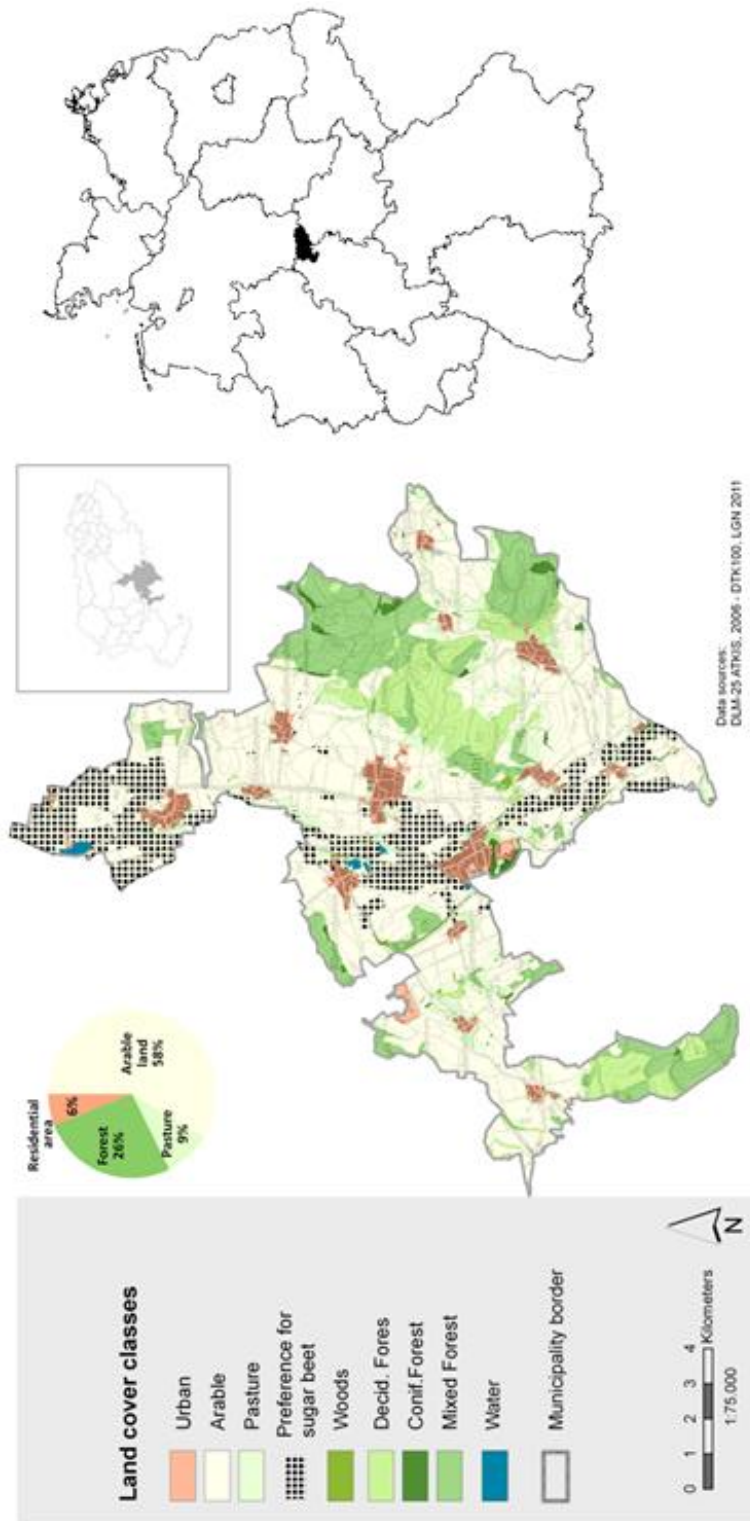 Land cover classes
Urban
Arable
Pasture
Preference for
sugar beet
Woods
Decid. Fores
Conif.Forest
Mixed Forest
Water
Municipality border
0 1 2 3 4
Kilometers
1:75.000
N
Residential
area
6%
Forest
26%
Arable
land
58%
Pasture
9%
Data sources:
DLM-25 ATKIS, 2006 - DTK100, LGN 2011